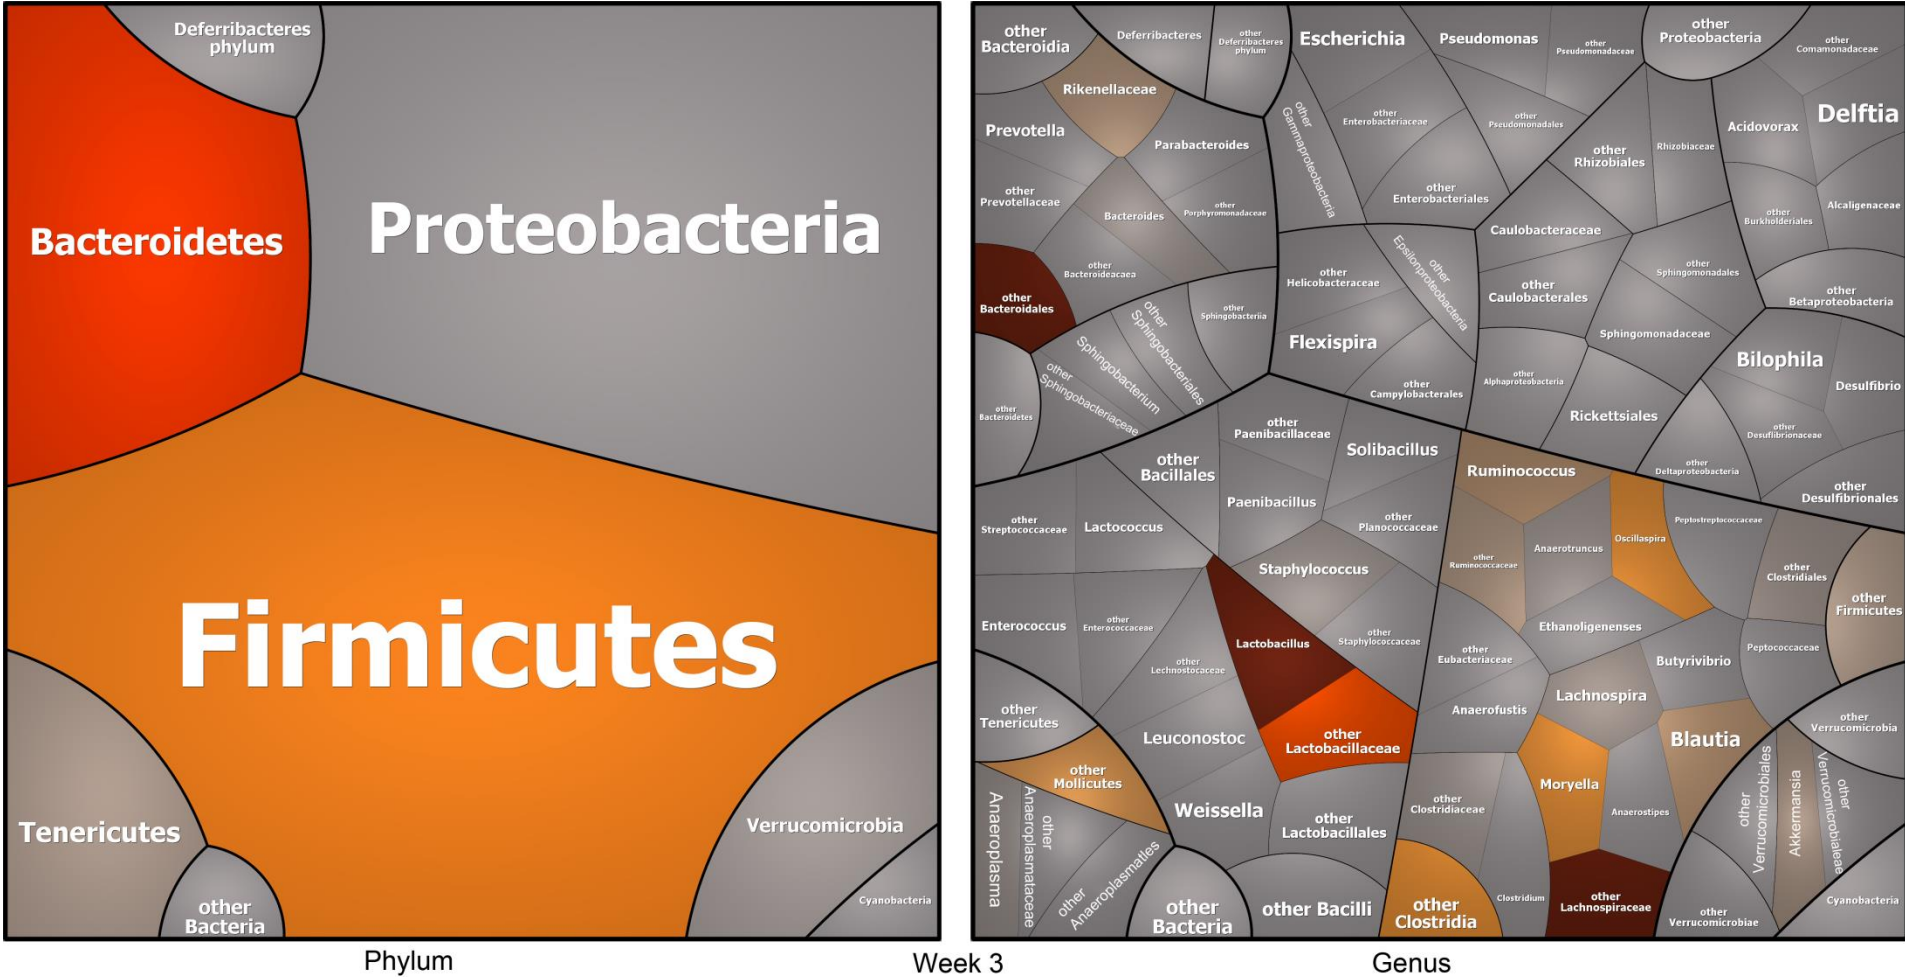 Deferribacteres
phylum
Bacteroidetes
Proteobacteria
Firmicutes
Tenericutes
Verrucomicrobia
Cyanobacteria
other
Bacteria
other
Bacteroidia
Deferribacteres
other
Deferribacteres
phylum
Escherichia
Pseudomonas
other
Pseudomonadaceae
other
Proteobacteria
other
Comamonadaceae
Rikenellaceae
Prevotella
Parabacteroides
other
Gammaproteobacteria
other
Enterobacteriaceae
other
Pseudomonadales
other
Rhizobiales
Rhizobiaceae
Acidovorax
Delftia
other
Prevotellaceae
Bacteroides
other
Porphyromonadaceae
other
Enterobacteriales
other
Burkholderiales
Alcaligenaceae
other
Bacteroideacaea
other
Bacteroidales
other
Helicobacteraceae
other
Epsilonproteobacteria
Caulobacteraceae
other
Caulobacterales
other
Sphingomonadales
other
Betaproteobacteria
other
Sphingobacteriia
other
Sphingobacteriales
Sphingobacterium
other
Sphingobacteriaceae
other
Bacteroidetes
Flexispira
other
Campylobacterales
Sphingomonadaceae
other
Alphaproteobacteria
Rickettsiales
Bilophila
Desulfibrio
other
Desuflibrionaceae
other
Deltaproteobacteria
other
Desulfibrionales
other
Paenibacillaceae
Solibacillus
other
Bacillales
Paenibacillus
other
Planococcaceae
other
Streptococcaceae
Lactococcus
Staphylococcus
Ruminococcus
other
Ruminococcaceae
Anaerotruncus
Oscillaspira
Peptostreptococcaceae
other
Clostridiales
other
Firmicutes
Enterococcus
other
Enterococcaceae
other
Lechnostocaceae
Lactobacillus
other
Staphylococcaceae
other
Eubacteriaceae
Ethanoligenenses
Butyrivibrio
Peptococcaceae
Lachnospira
Anaerofustis
other
Tenericutes
Leuconostoc
other
Lactobacillaceae
Blautia
other
Verrucomicrobia
other
Mollicutes
Weissella
other
Lactobacillales
other
Clostridiaceae
Moryella
Anaerostipes
other
Verrucomicrobiales
Akkermansia
other
Verrucomicrobialeae
Anaeroplasma
other
Anaeroplasmataceae
other
Anaeroplasmatles
other
Bacteria
other Bacilli
other
Clostridia
Clostridium
other
Lachnospiraceae
other
Verrucomicrobiae
Cyanobacteria
Phylum
Week 3
Genus